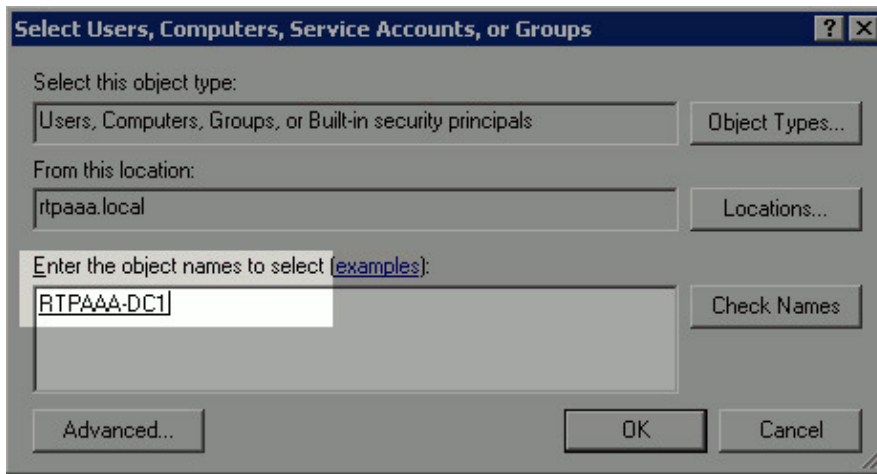 Select Users, Computers, Service Accounts, or Groups
Select this object type:
Users, Computers, Groups, or Built-in security principals
Object Types...
From this location:
rtpaaa.local
Locations...
Enter the object names to select (examples):
RTPAAA-DC1
Check Names
Advanced...
OK
Cancel